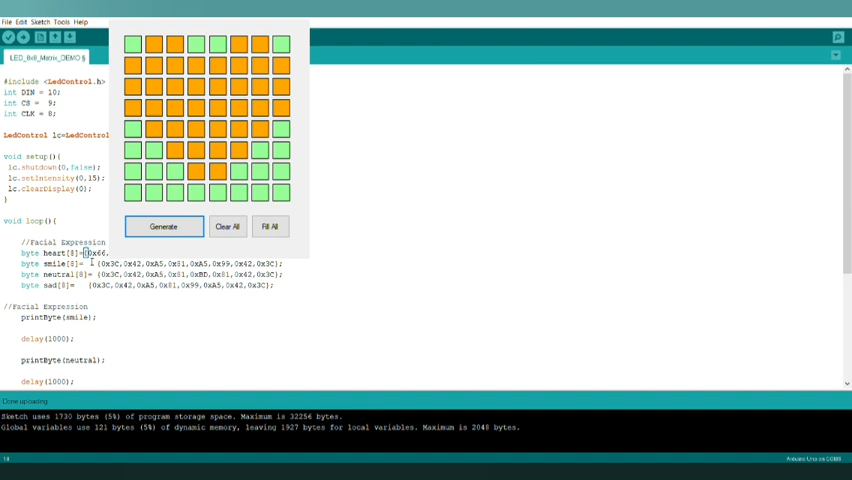 File Edit Sketch Tools Help
LED_8x8_Matrix_DEMO §
#include <LedControl.h>
int DIN = 10;
int CS =  9;
int CLK = 8;
LedControl lc=LedControl
void setup(){
lc.shutdown(0,false);
lc.setIntensity(0,15);
lc.clearDisplay(0);
}
void loop(){
Generate
Clear All
Fill All
//Facial Expression
byte heart[8]={0x66,
byte smile[8]=   {0x3C,0x42,0xA5,0x81,0xA5,0x99,0x42,0x3C};
byte neutral[8]= {0x3C,0x42,0xA5,0x81,0xBD,0x81,0x42,0x3C};
byte sad[8]=   {0x3C,0x42,0xA5,0x81,0x99,0xA5,0x42,0x3C};
//Facial Expression
printByte(smile);
delay(1000);
printByte(neutral);
delay(1000);
Done uploading.
Sketch uses 1730 bytes (5%) of program storage space. Maximum is 32256 bytes.
Global variables use 121 bytes (5%) of dynamic memory, leaving 1927 bytes for local variables. Maximum is 2048 bytes.